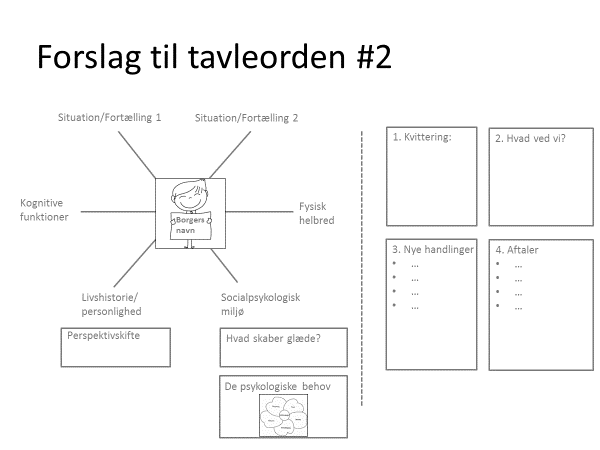 Forslag til tavleorden #2
Situation/Fortælling 1
Situation/Fortælling 2
Kognitive
funktioner
Borgers
navn
Fysisk
helbred
Livshistorie/
personlighed
Socialpsykologisk
miljø
Perspektivskifte
Hvad skaber glæde?
De psykologiske behov
1. Kvittering:
2. Hvad ved vi?
3. Nye handlinger
• ...
• ...
• ...
• ...
4. Aftaler
• ...
• ...
• ...
• ...